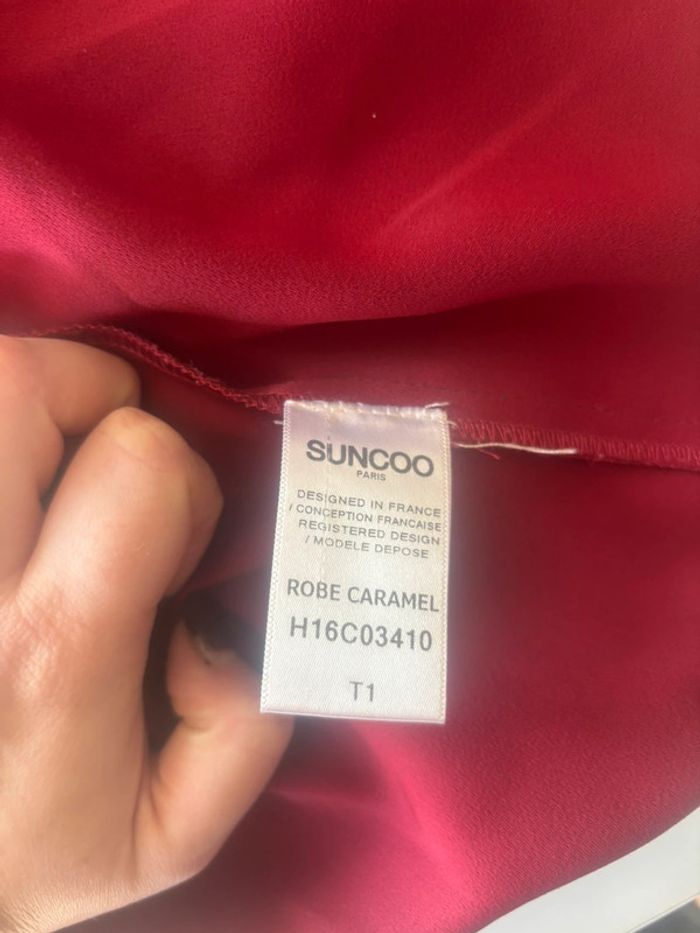 SUNCOO
PARIS
DESIGNED IN FRANCE
/ CONCEPTION FRANCAISE
REGISTERED DESIGN
/ MODELE DEPOSE
ROBE CARAMEL
H16C03410
T1